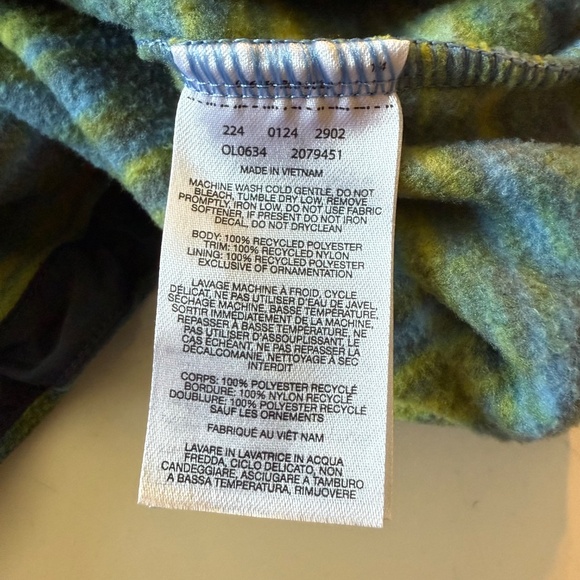 224 0124 2902
OL0634 2079451
MADE IN VIETNAM
MACHINE WASH COLD GENTLE, DO NOT
BLEACH, TUMBLE DRY LOW, REMOVE
PROMPTLY, IRON LOW, DO NOT USE FABRIC
SOFTENER, IF PRESENT DO NOT IRON
DECAL, DO NOT DRYCLEAN
BODY: 100% RECYCLED POLYESTER
TRIM: 100% RECYCLED NYLON
LINING: 100% RECYCLED POLYESTER
EXCLUSIVE OF ORNAMENTATION
LAVAGE MACHINE À FROID, CYCLE
DÉLICAT, NE PAS UTILISER D'EAU DE JAVEL,
SÉCHAGE MACHINE, BASSE TEMPÉRATURE,
SORTIR IMMÉDIATEMENT DE LA MACHINE,
REPASSER À BASSE TEMPÉRATURE, NE
PAS UTILISER D'ASSOUPLISSANT. LE
CAS ÉCHÉANT, NE PAS REPASSER LA
DÉCALCOMANIE, NETTOYAGE À SEC
INTERDIT
CORPS: 100% POLYESTER RECYCLÉ
BORDURE: 100% NYLON RECYCLÉ
DOUBLURE: 100% POLYESTER RECYCLÉ
SAUF LES ORNEMENTS
FABRIQUÉ AU VIÊT NAM
LAVARE IN LAVATRICE IN ACQUA
FREDDA, CICLO DELICATO, NON
CANDEGGIARE, ASCIUGARE A TAMBURO
A BASSA TEMPERATURA, RIMUOVERE